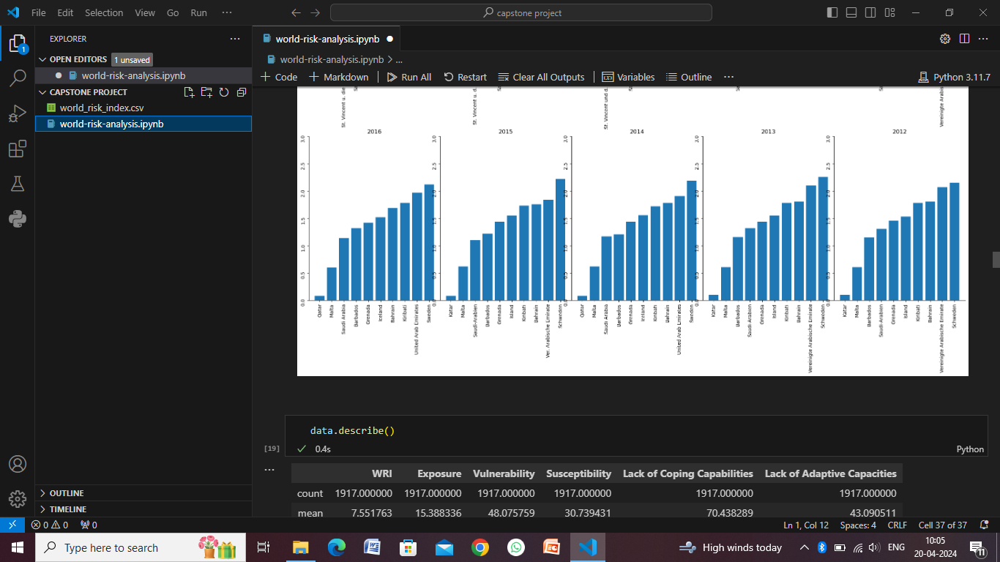 File Edit Selection View Go Run ···
capstone project
EXPLORER ···
OPEN EDITORS 1 unsaved
world-risk-analysis.ipynb
CAPSTONE PROJECT
world_risk_index.csv
world-risk-analysis.ipynb
OUTLINE
TIMELINE
world-risk-analysis.ipynb
world-risk-analysis.ipynb > ...
+ Code + Markdown Run All Restart Clear All Outputs Variables Outline ··· Python 3.11.7
St. Vincent u. die
St. Vincent u. d.
St. Vincent und d.
Vereinigte Arabis
2016 2015 2014 2013 2012
3.0 3.0 3.0 3.0 3.0
2.5 2.5 2.5 2.5 2.5
2.0 2.0 2.0 2.0 2.0
1.5 1.5 1.5 1.5 1.5
1.0 1.0 1.0 1.0 1.0
0.5 0.5 0.5 0.5 0.5
0.0 0.0 0.0 0.0 0.0
Qatar Malta Saudi Arabia Barbados Grenada Iceland Bahrain Kiribati United Arab Emirates Sweden
Katar Malta Saudi-Arabien Barbados Grenada Island Kiribati Bahrain Ver. Arabische Emirate Schweden
Qatar Malta Saudi Arabia Barbados Grenada Iceland Kiribati Bahrain United Arab Emirates Sweden
Katar Malta Barbados Saudi-Arabien Grenada Island Kiribati Bahrain Vereinigte Arabische Emirate Schweden
Katar Malta Barbados Saudi-Arabien Grenada Island Kiribati Bahrain Vereinigte Arabische Emirate Schweden
data.describe()
[19] 0.4s Python
WRI Exposure Vulnerability Susceptibility Lack of Coping Capabilities Lack of Adaptive Capacities
count 1917.000000 1917.000000 1917.000000 1917.000000 1917.000000 1917.000000
mean 7.551763 15.388336 48.075759 30.739431 70.438289 43.090511
0 0 0 Ln 1, Col 12 Spaces: 4 CRLF Cell 37 of 37
Type here to search High winds today ENG 10:05
20-04-2024 11